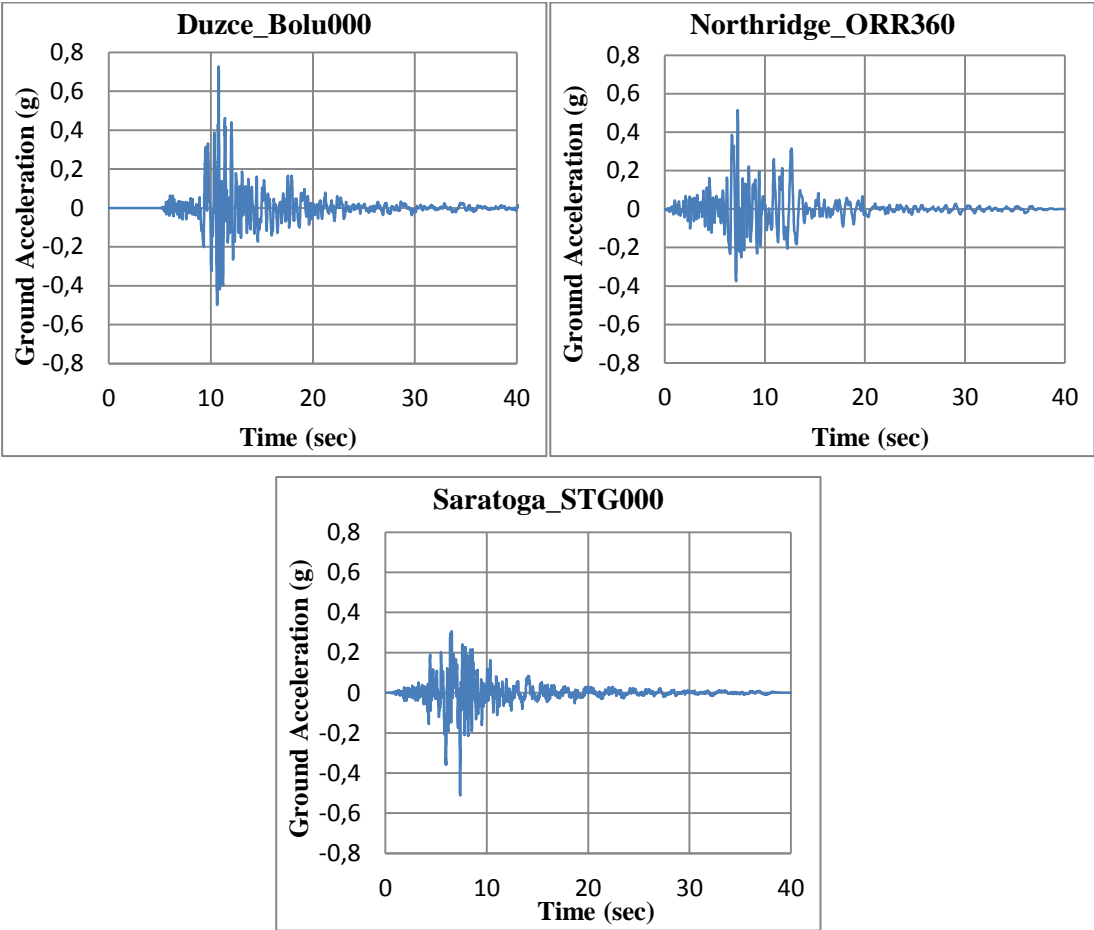 Duzce_Bolu000
Ground Acceleration (g)
0,8
0,6
0,4
0,2
0
-0,2
-0,4
-0,6
-0,8
0 10 20 30 40
Time (sec)
Northridge_ORR360
Ground Acceleration (g)
0,8
0,6
0,4
0,2
0
-0,2
-0,4
-0,6
-0,8
0 10 20 30 40
Time (sec)
Saratoga_STG000
Ground Acceleration (g)
0,8
0,6
0,4
0,2
0
-0,2
-0,4
-0,6
-0,8
0 10 20 30 40
Time (sec)